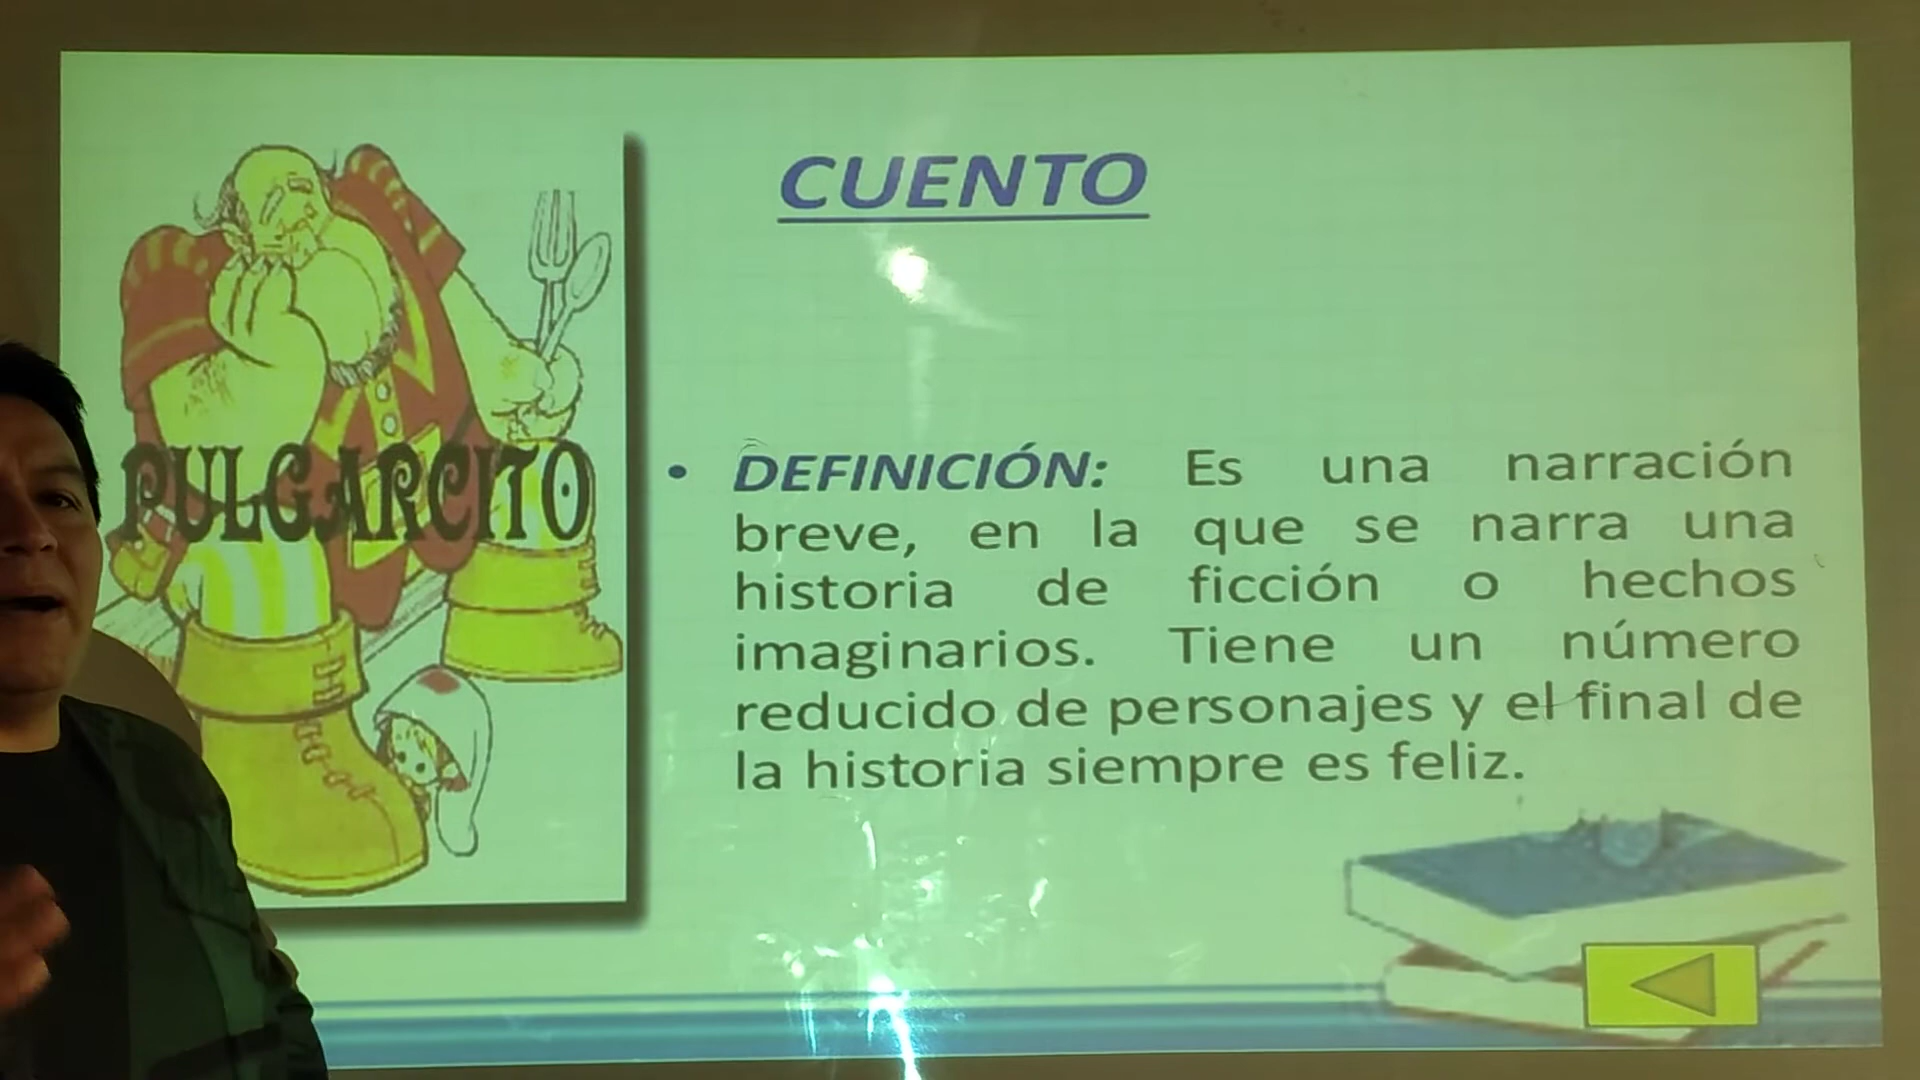 CUENTO
PULGARCITO
• DEFINICIÓN: Es una narración
breve, en la que se narra una
historia de ficción o hechos
imaginarios. Tiene un número
reducido de personajes y el final de
la historia siempre es feliz.